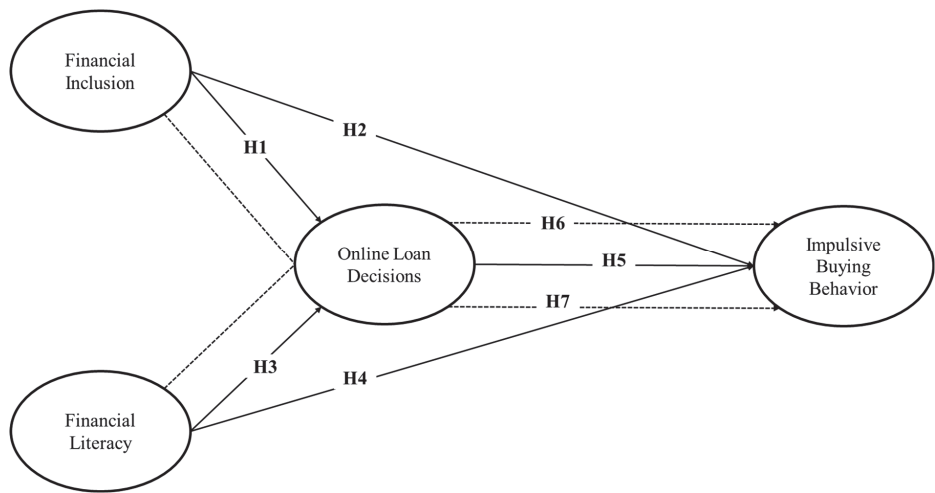 Financial
Inclusion
H2
H1
H6
Online Loan
Decisions
H5
Impulsive
Buying
Behavior
H7
H3
H4
Financial
Literacy